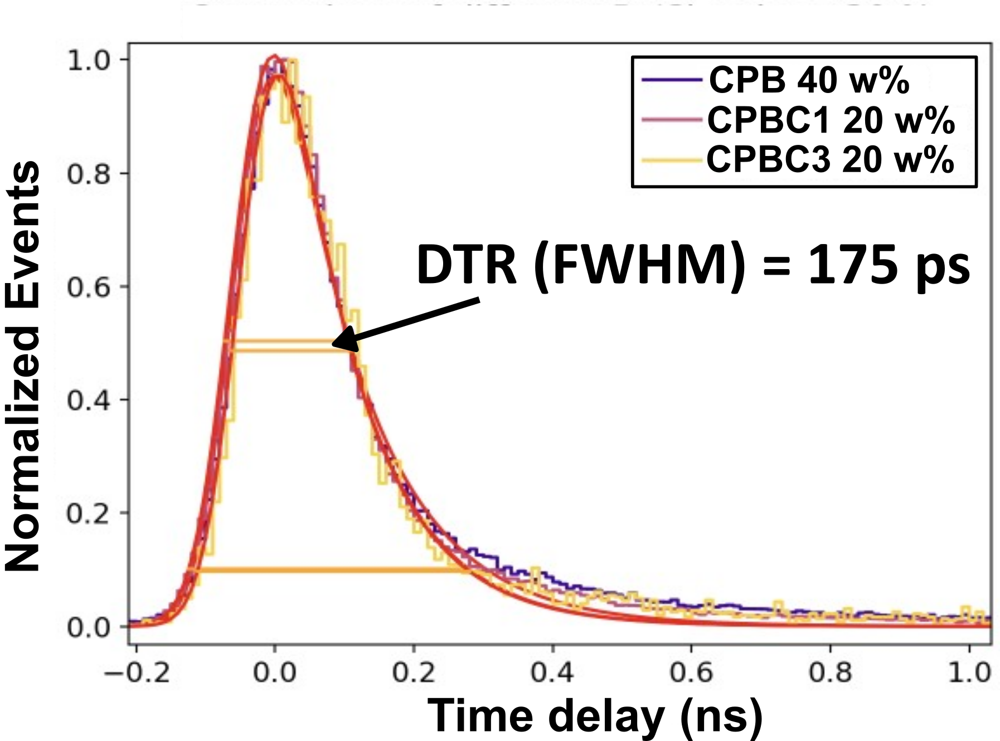 1.0
0.8
0.6
0.4
0.2
0.0
Normalized Events
CPB 40 w%
CPBC1 20 w%
CPBC3 20 w%
DTR (FWHM) = 175 ps
−0.2 0.0 0.2 0.4 0.6 0.8 1.0
Time delay (ns)